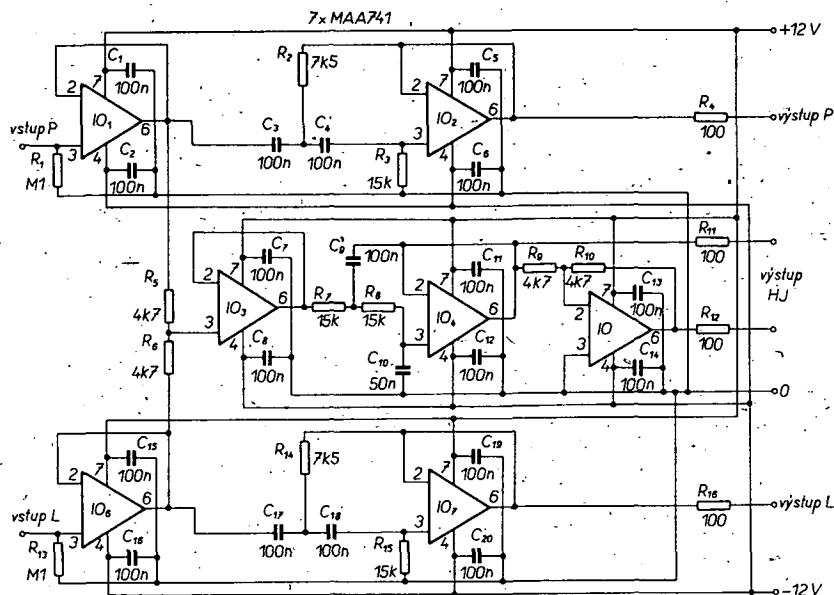 7x MAA741
+12 V
C1
100n
R2
7k5
C5
100n
2
7
IO1
6
3
4
vstup P
R1
M1
C2
100n
C3
100n
C4
100n
R3
15k
2
7
IO2
6
3
4
C6
100n
R4
100
výstup P
R5
4k7
R6
4k7
C7
100n
2
7
IO3
6
3
4
C8
100n
C9
100n
R7
15k
R8
15k
C10
50n
C11
100n
2
7
IO4
6
3
4
C12
100n
R9
4k7
R10
4k7
C13
100n
2
7
IO
6
3
4
C14
100n
R11
100
výstup
HJ
R12
100
0
C15
100n
2
7
IO6
6
3
4
vstup L
R13
M1
C16
100n
R14
7k5
C17
100n
C18
100n
R15
15k
C19
100n
2
7
IO7
6
3
4
C20
100n
R16
100
výstup L
-12 V